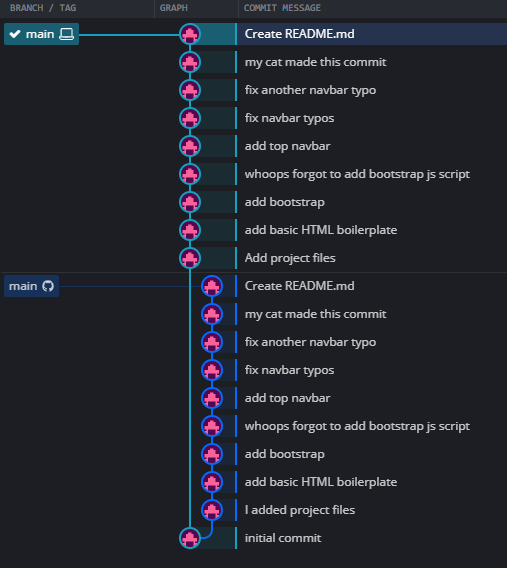 BRANCH / TAG GRAPH COMMIT MESSAGE
main Create README.md
my cat made this commit
fix another navbar typo
fix navbar typos
add top navbar
whoops forgot to add bootstrap js script
add bootstrap
add basic HTML boilerplate
Add project files
main Create README.md
my cat made this commit
fix another navbar typo
fix navbar typos
add top navbar
whoops forgot to add bootstrap js script
add bootstrap
add basic HTML boilerplate
I added project files
initial commit